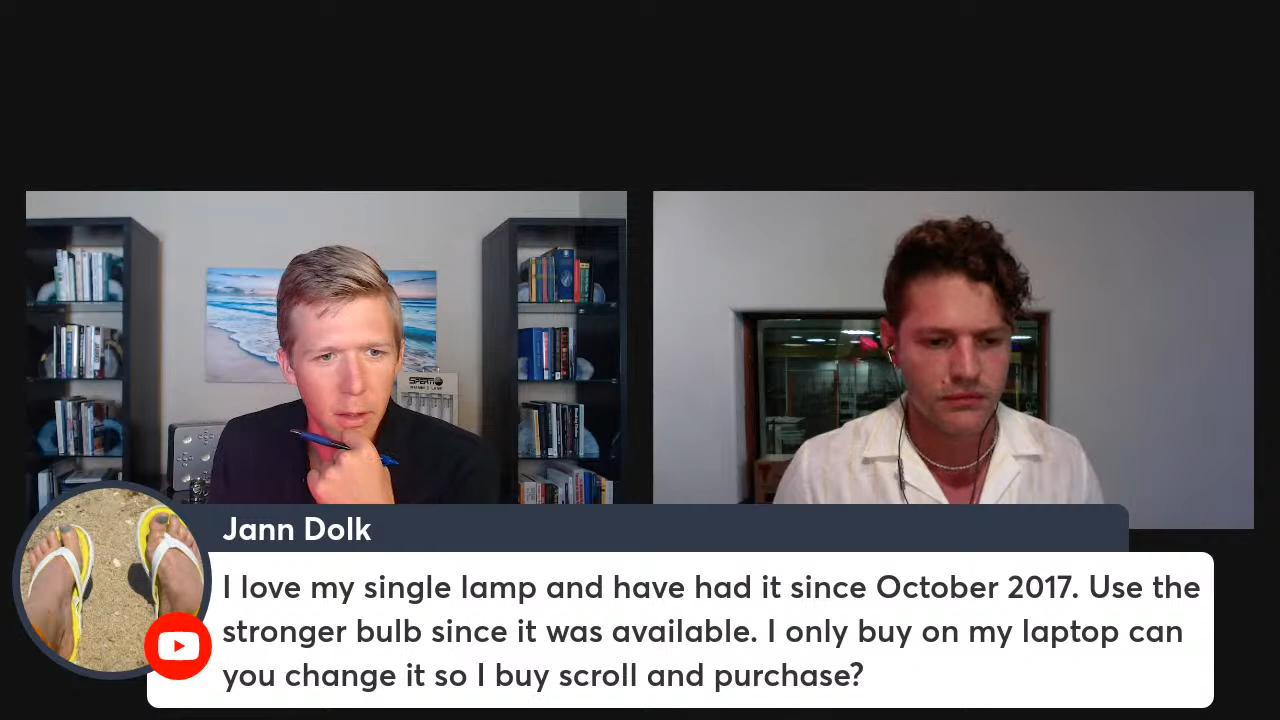 SPERTI
Jann Dolk
I love my single lamp and have had it since October 2017. Use the
stronger bulb since it was available. I only buy on my laptop can
you change it so I buy scroll and purchase?